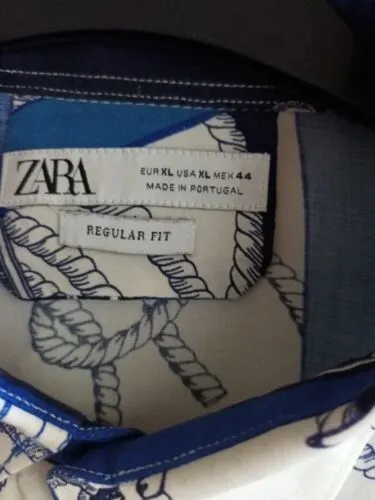 ZARA
EUR XL USA XL MEX 44
MADE IN PORTUGAL
REGULAR FIT